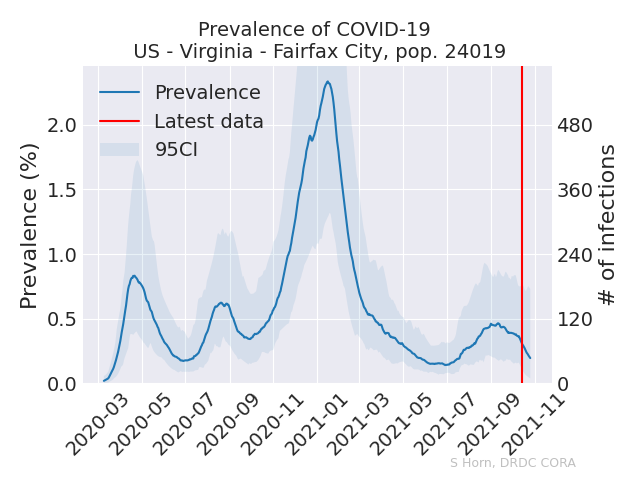 Prevalence of COVID-19
US - Virginia - Fairfax City, pop. 24019
Prevalence
Latest data
95CI
Prevalence (%)
2.0
1.5
1.0
0.5
0.0
480
360
240
120
0
# of infections
2020-03
2020-05
2020-07
2020-09
2020-11
2021-01
2021-03
2021-05
2021-07
2021-09
2021-11
S Horn, DRDC CORA